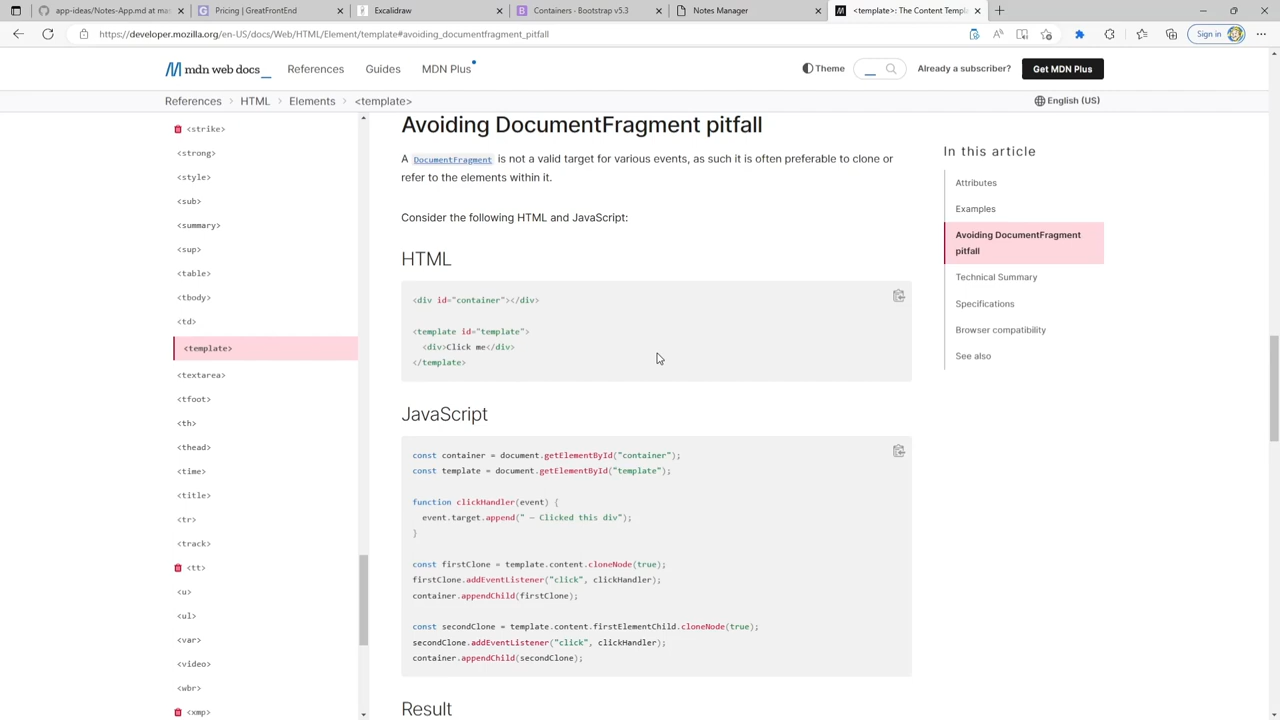 app-ideas/Notes-App.md at mas
Pricing | GreatFrontEnd
Excalidraw
Containers · Bootstrap v5.3
Notes Manager
<template>: The Content Templ
https://developer.mozilla.org/en-US/docs/Web/HTML/Element/template#avoiding_documentfragment_pitfall
Sign in
mdn web docs
References
Guides
MDN Plus
Theme
Already a subscriber?
Get MDN Plus
References
HTML
Elements
<template>
English (US)
<strike>
<strong>
<style>
<sub>
<summary>
<sup>
<table>
<tbody>
<td>
<template>
<textarea>
<tfoot>
<th>
<thead>
<time>
<title>
<tr>
<track>
<tt>
<u>
<ul>
<var>
<video>
<wbr>
<xmp>
Avoiding DocumentFragment pitfall
A DocumentFragment is not a valid target for various events, as such it is often preferable to clone or
refer to the elements within it.
Consider the following HTML and JavaScript:
HTML
<div id="container"></div>
<template id="template">
<div>Click me</div>
</template>
JavaScript
const container = document.getElementById("container");
const template = document.getElementById("template");
function clickHandler(event) {
event.target.append(" — Clicked this div");
}
const firstClone = template.content.cloneNode(true);
firstClone.addEventListener("click", clickHandler);
container.appendChild(firstClone);
const secondClone = template.content.firstElementChild.cloneNode(true);
secondClone.addEventListener("click", clickHandler);
container.appendChild(secondClone);
Result
In this article
Attributes
Examples
Avoiding DocumentFragment
pitfall
Technical Summary
Specifications
Browser compatibility
See also